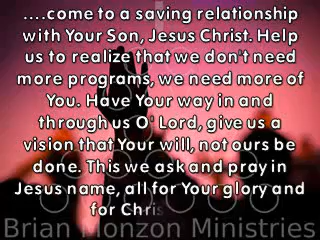 ....come to a saving relationship
with Your Son, Jesus Christ. Help
us to realize that we don't need
more programs, we need more of
You. Have Your way in and
through us O' Lord, give us a
vision that Your will, not ours be
done. This we ask and pray in
Jesus name, all for Your glory and
for Chris
Brian Monzon Ministries